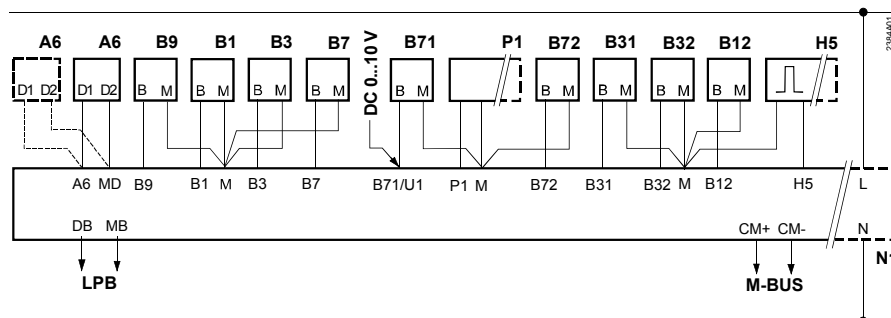 A6 A6 B9 B1 B3 B7 B71 P1 B72 B31 B32 B12 H5
2384A01
DC 0...10 V
D1 D2 D1 D2 B M B M B M B M B M B M B M B M B M
A6 MD B9 B1 M B3 B7 B71/U1 P1 M B72 B31 B32 M B12 H5 L
DB MB CM+ CM- N
N1
LPB M-BUS